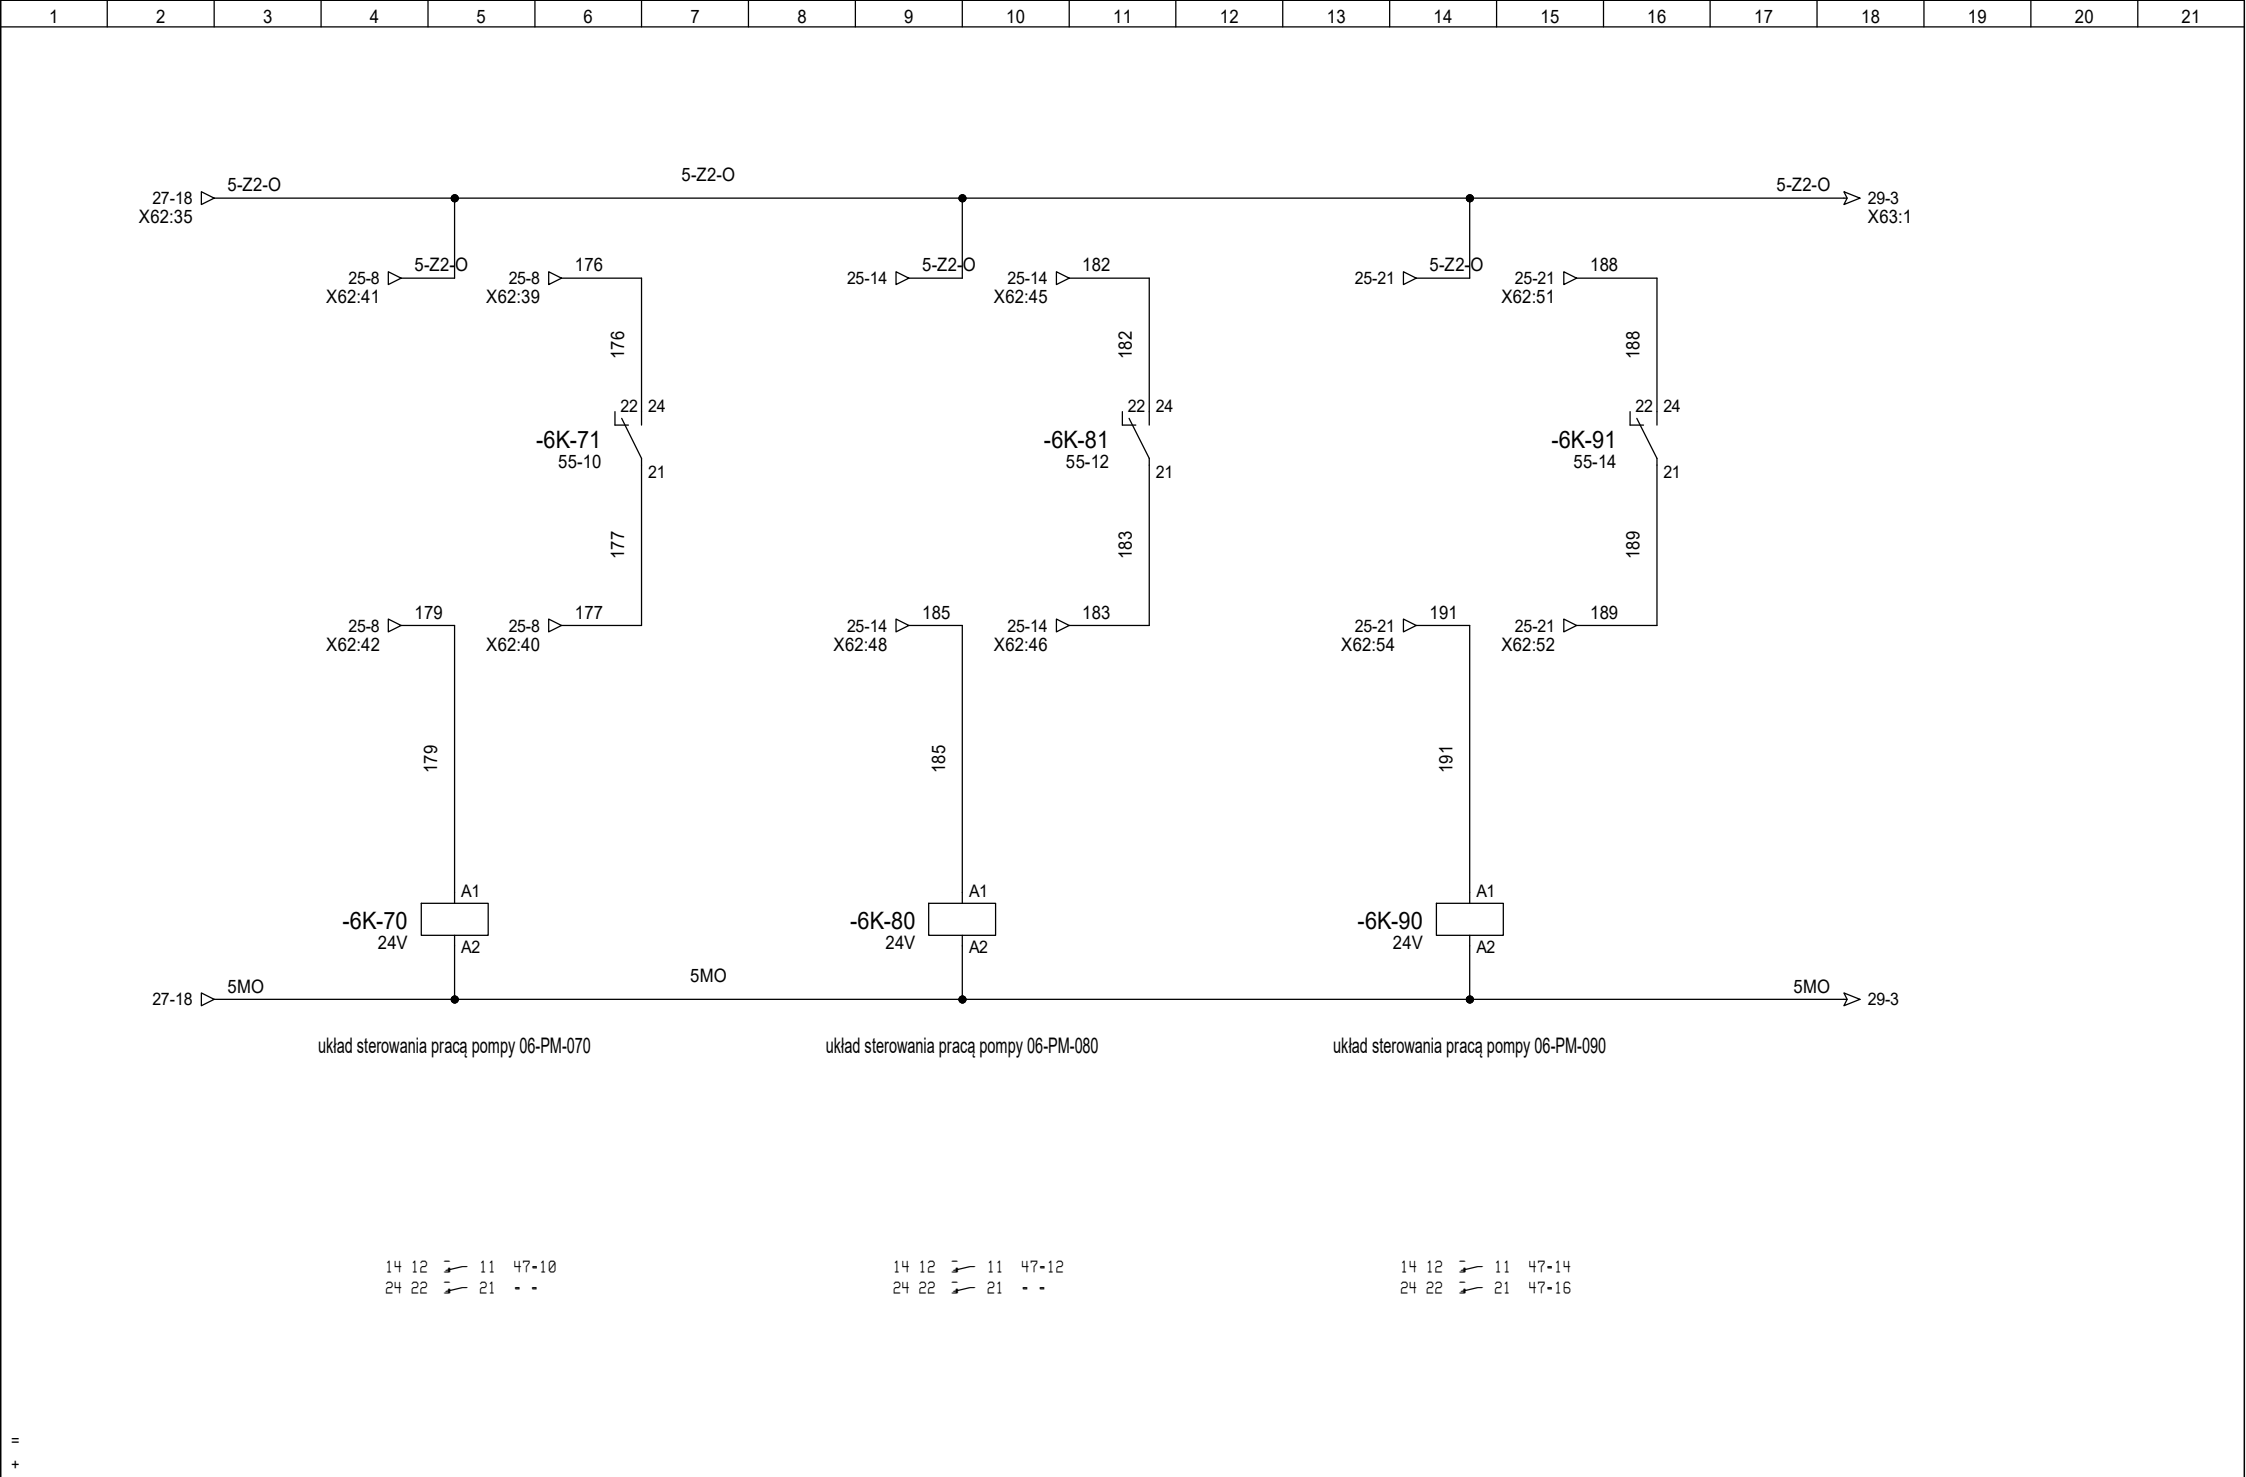 1 2 3 4 5 6 7 8 9 10 11 12 13 14 15 16 17 18 19 20 21
5-Z2-O
27-18 5-Z2-O 5-Z2-O 29-3
X62:35 X63:1
5-Z2-O 176 5-Z2-O 182 5-Z2-O 188
25-8 25-8 25-14 25-14 25-21 25-21
X62:41 X62:39 X62:45 X62:51
176 182 188
22 24 22 24 22 24
-6K-71 -6K-81 -6K-91
55-10 55-12 55-14
21 21 21
177 183 189
179 177 185 183 191 189
25-8 25-8 25-14 25-14 25-21 25-21
X62:42 X62:40 X62:48 X62:46 X62:54 X62:52
179 185 191
A1 A1 A1
-6K-70 -6K-80 -6K-90
24V 24V 24V
A2 A2 A2
5MO
27-18 5MO 5MO 29-3
układ sterowania pracą pompy 06-PM-070 układ sterowania pracą pompy 06-PM-080 układ sterowania pracą pompy 06-PM-090
14 12 11 47-10 14 12 11 47-12 14 12 11 47-14
24 22 21 - - 24 22 21 - - 24 22 21 47-16
=
+